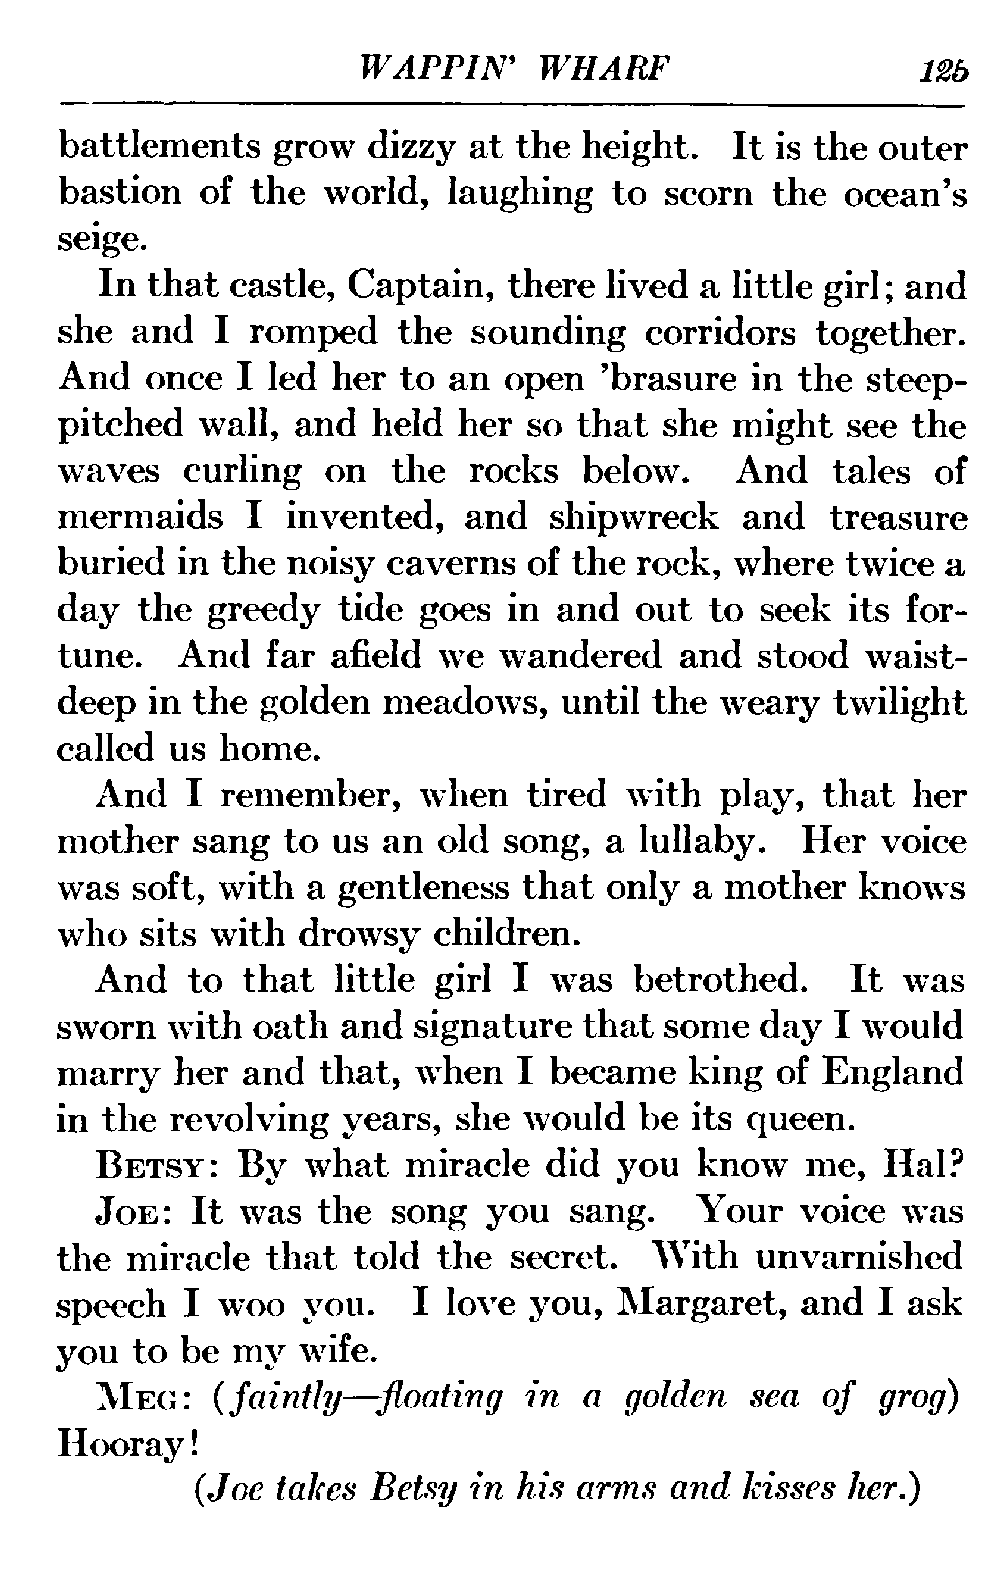 WAPPIN' WHARF 125
battlements grow dizzy at the height. It is the outer
bastion of the world, laughing to scorn the ocean's
seige.
In that castle, Captain, there lived a little girl; and
she and I romped the sounding corridors together.
And once I led her to an open 'brasure in the steep-
pitched wall, and held her so that she might see the
waves curling on the rocks below. And tales of
mermaids I invented, and shipwreck and treasure
buried in the noisy caverns of the rock, where twice a
day the greedy tide goes in and out to seek its for-
tune. And far afield we wandered and stood waist-
deep in the golden meadows, until the weary twilight
called us home.
And I remember, when tired with play, that her
mother sang to us an old song, a lullaby. Her voice
was soft, with a gentleness that only a mother knows
who sits with drowsy children.
And to that little girl I was betrothed. It was
sworn with oath and signature that some day I would
marry her and that, when I became king of England
in the revolving years, she would be its queen.
BETSY: By what miracle did you know me, Hal?
JOE: It was the song you sang. Your voice was
the miracle that told the secret. With unvarnished
speech I woo you. I love you, Margaret, and I ask
you to be my wife.
MEG: (faintly—floating in a golden sea of grog)
Hooray!
(Joe takes Betsy in his arms and kisses her.)